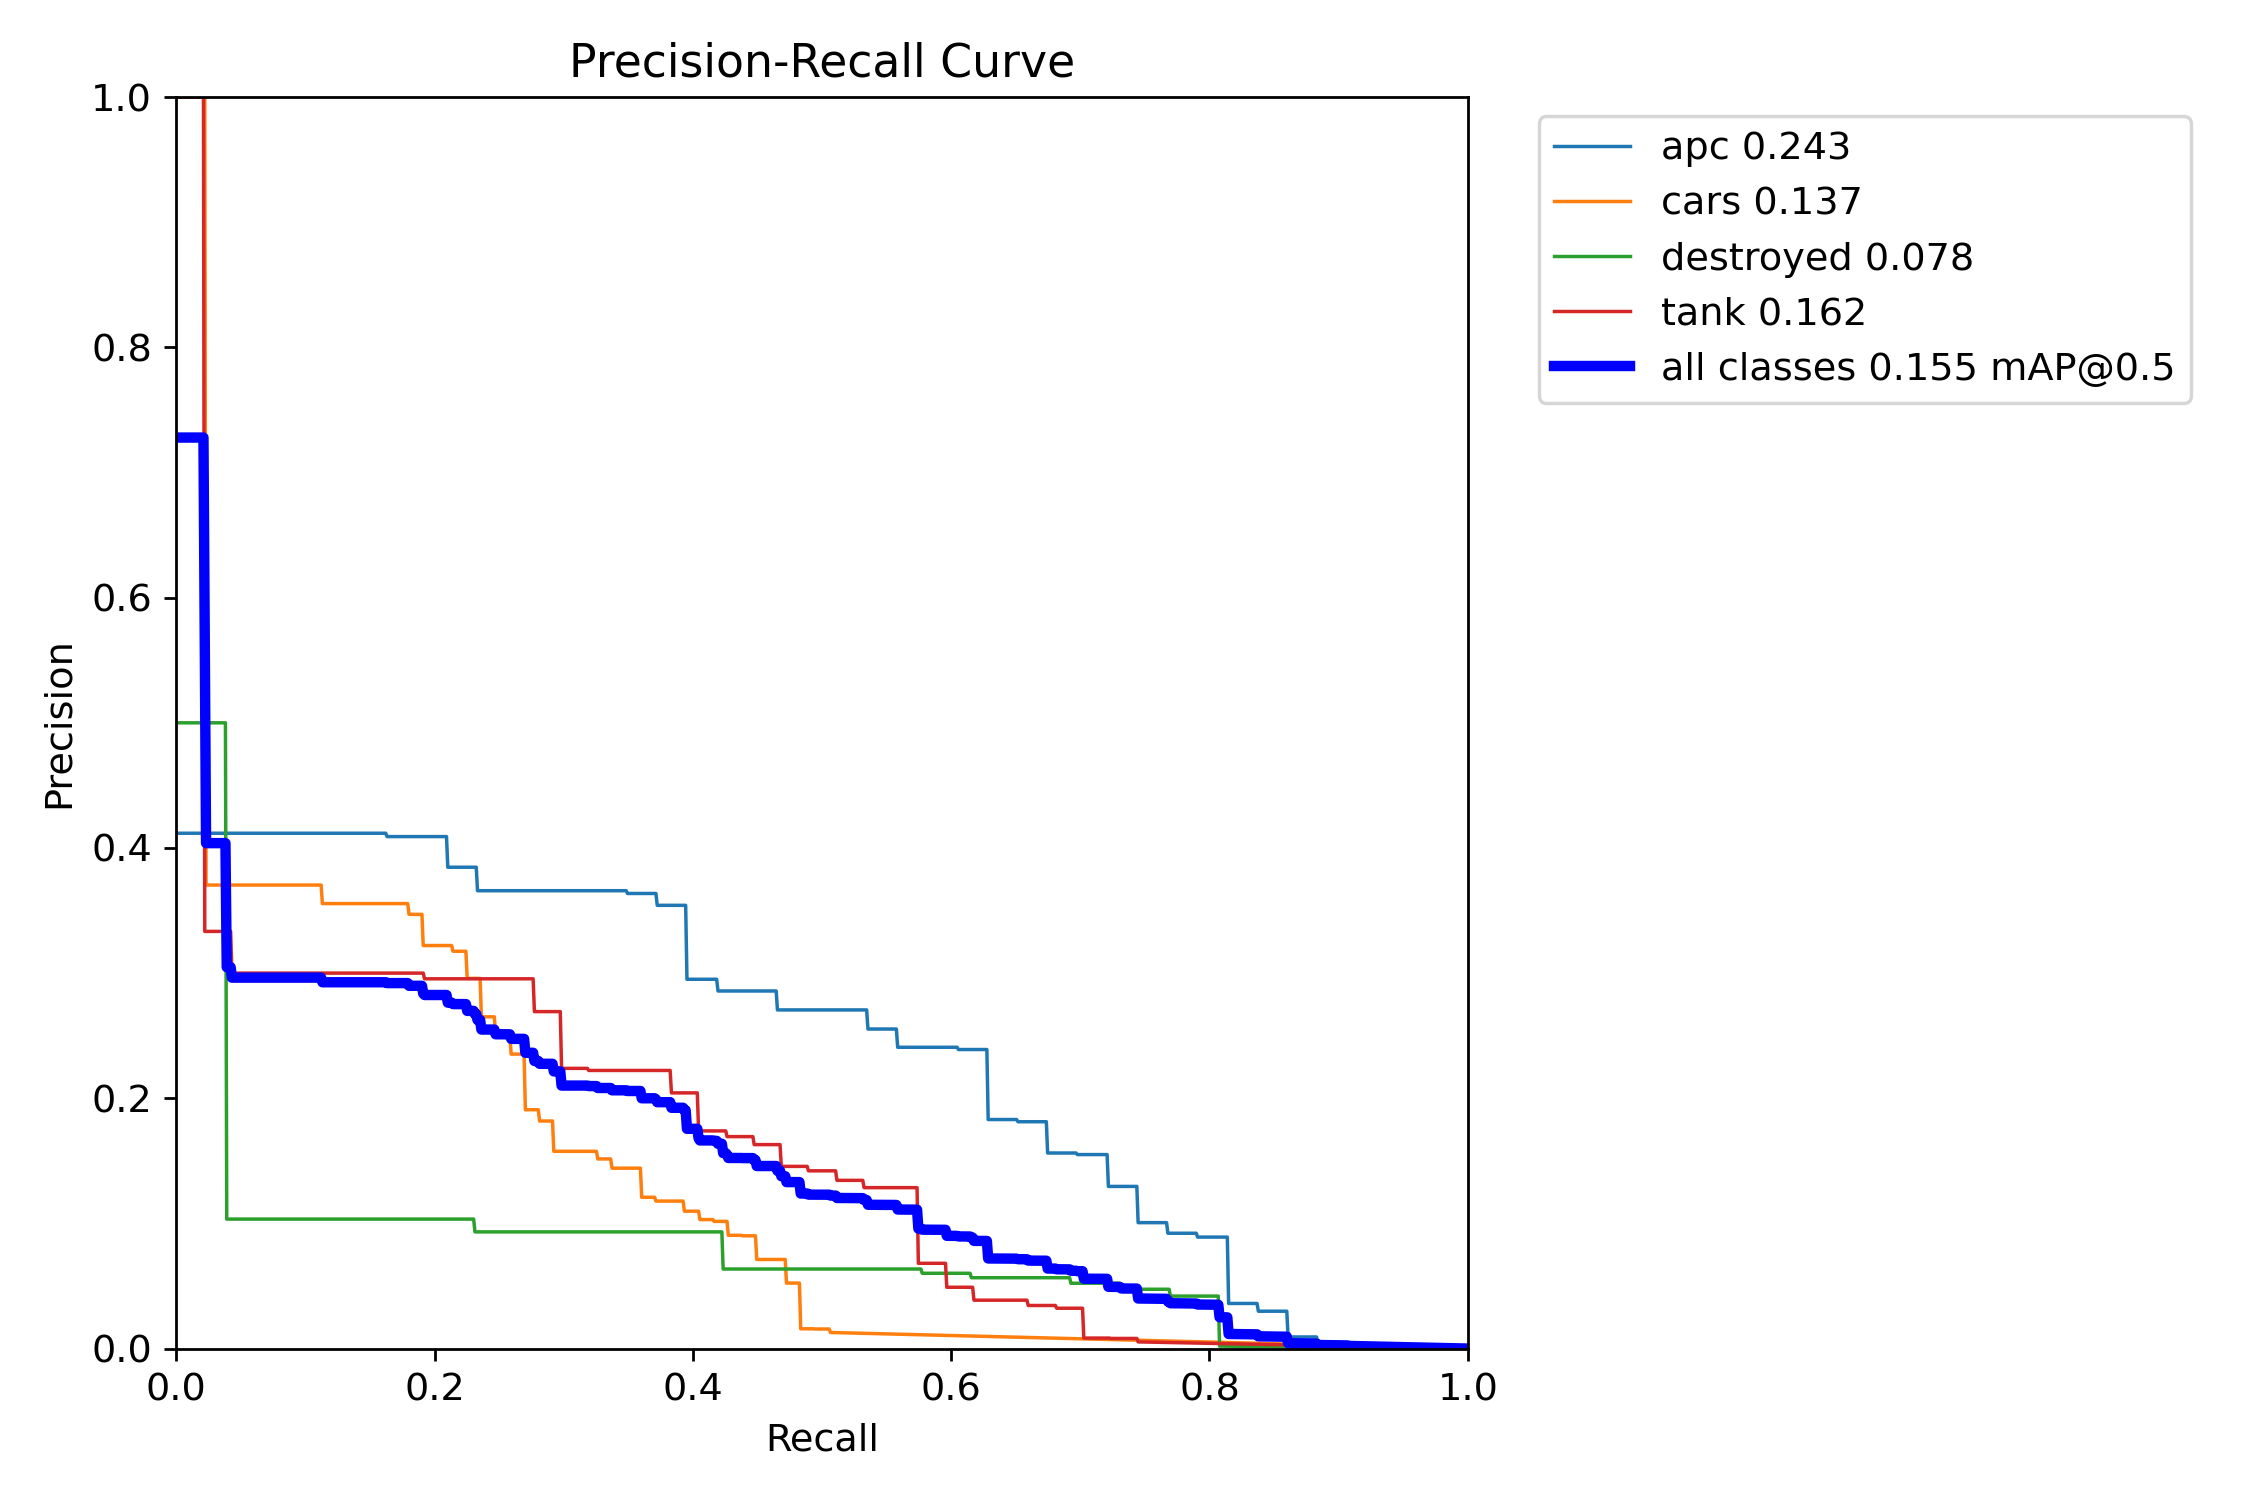 Precision-Recall Curve
1.0
0.8
0.6
0.4
0.2
0.0
Precision
0.0 0.2 0.4 0.6 0.8 1.0
Recall
apc 0.243
cars 0.137
destroyed 0.078
tank 0.162
all classes 0.155 mAP@0.5